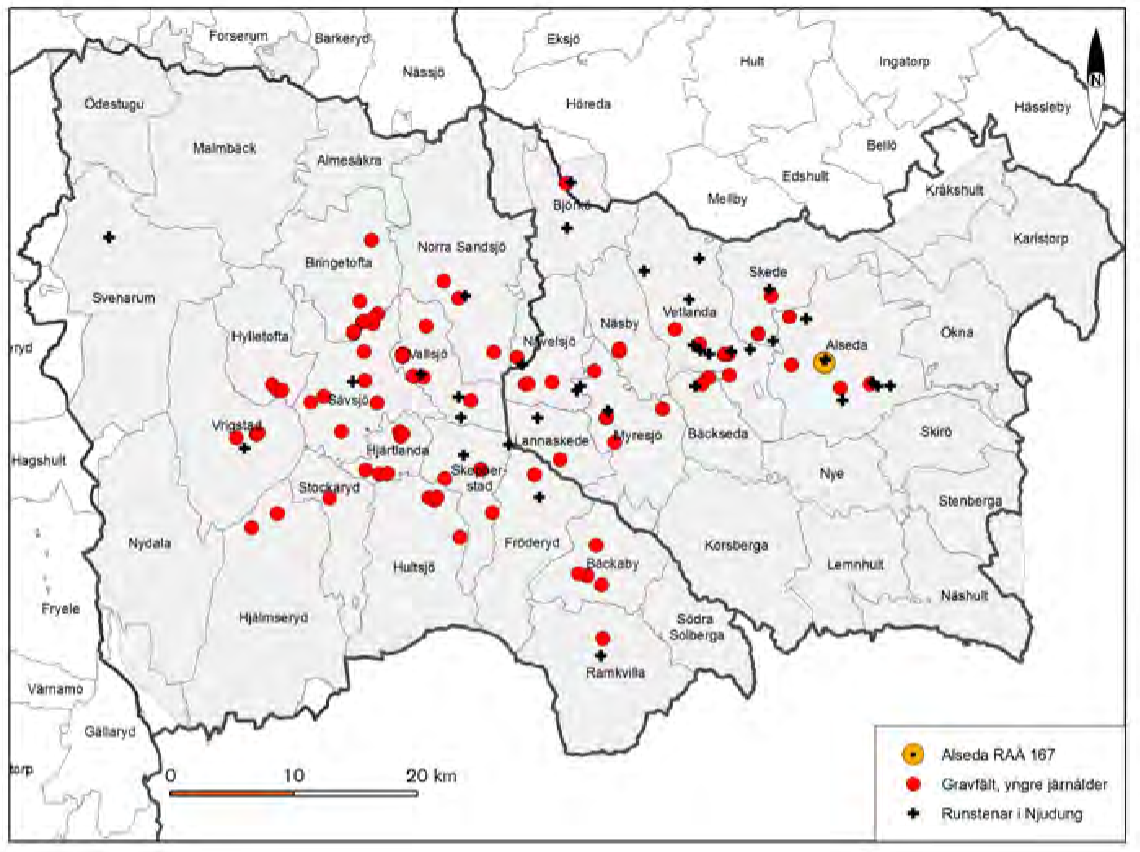 Forserum
Barkeryd
Eksjö
Nässjö
Hult
Ingatorp
N
Ödestugu
Höreda
Hässleby
Malmbäck
Almesåkra
Bellö
Edshult
Mellby
Kråkshult
Björkö
Karlstorp
Norra Sandsjö
Bringetofta
Skede
Svenarum
Vetlanda
Näsby
Ökna
Hylletofta
Nävelsjö
Alseda
ryd
Vallsjö
Sävsjö
Vrigstad
Myresjö
Bäckseda
Skirö
Lannaskede
Hjärtlanda
Hagshult
Skepper-
stad
Nye
Stockaryd
Stenberga
Nydala
Fröderyd
Korsberga
Bäckaby
Lemnhult
Hultsjö
Näshult
Fryele
Hjälmseryd
Södra
Solberga
Ramkvilla
Värnamo
Gällaryd
torp
0 10 20 km
Alseda RAÄ 167
Gravfält, yngre järnålder
Runstenar i Njudung